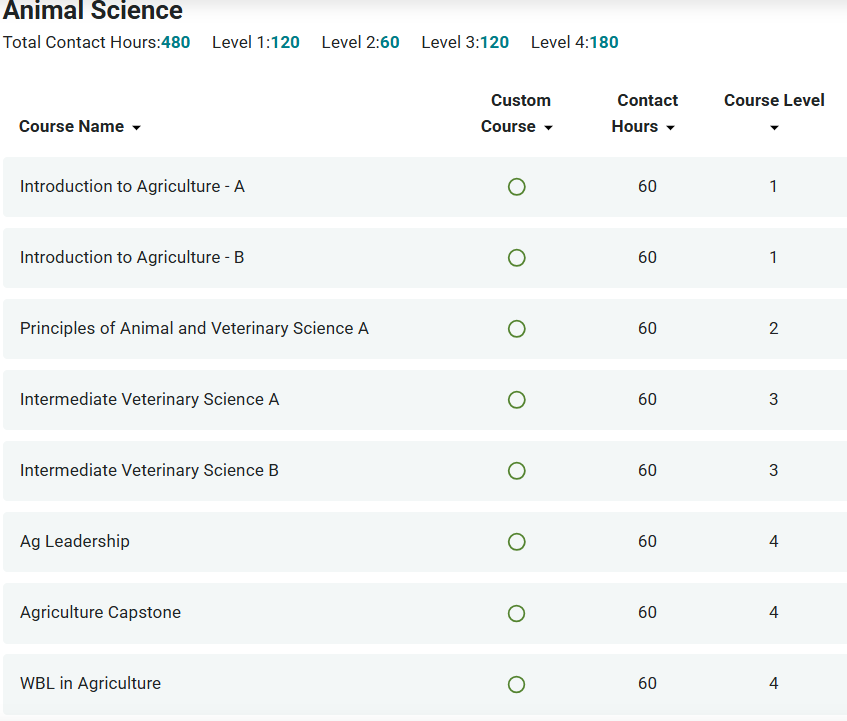 Animal Science
Total Contact Hours:480 Level 1:120 Level 2:60 Level 3:120 Level 4:180
Custom Contact Course Level
Course Name Course Hours
Introduction to Agriculture - A 60 1
Introduction to Agriculture - B 60 1
Principles of Animal and Veterinary Science A 60 2
Intermediate Veterinary Science A 60 3
Intermediate Veterinary Science B 60 3
Ag Leadership 60 4
Agriculture Capstone 60 4
WBL in Agriculture 60 4